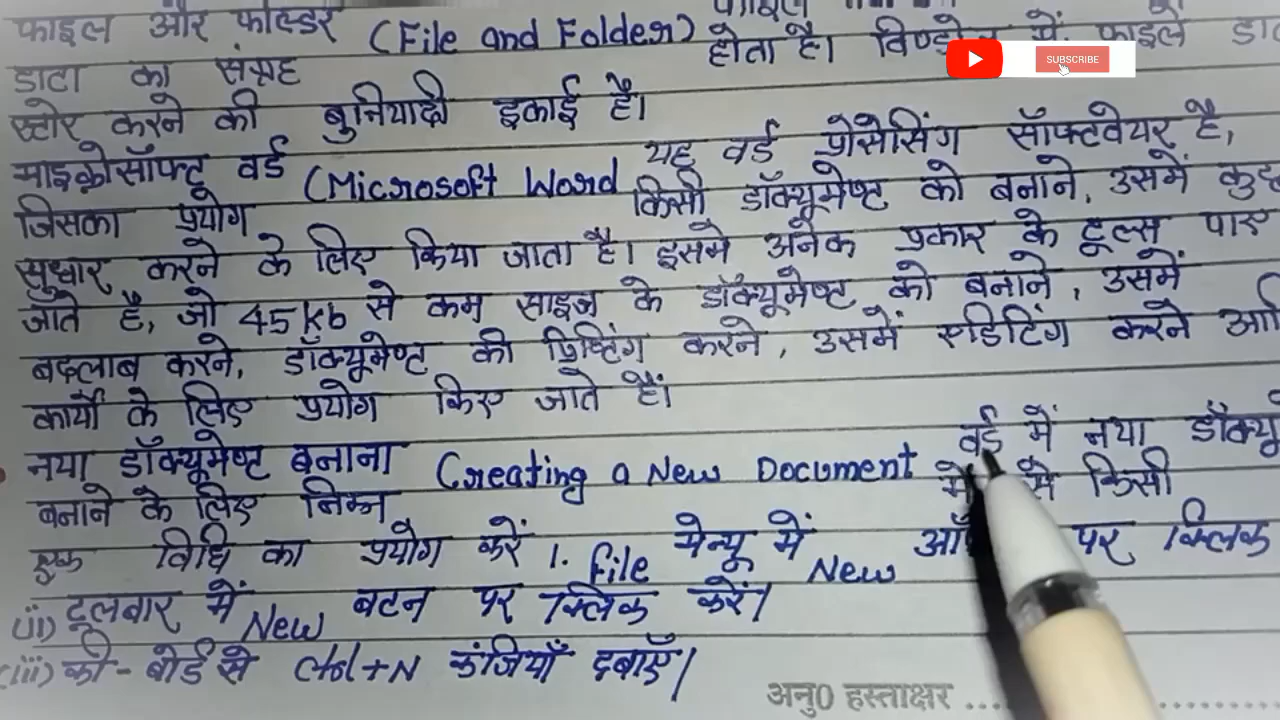 फाइल और फोल्डर (File and Folder)
होता है। विण्डोज में फाइलें
SUBSCRIBE
डाटा का संग्रह
स्टोर करने की बुनियादी इकाई है।
माइक्रोसॉफ्ट वर्ड (Microsoft Word यह वर्ड प्रोसेसिंग सॉफ्टवेयर है,
जिसका प्रयोग किसी डॉक्यूमेण्ट को बनाने, उसमें
सुधार करने के लिए किया जाता है। इसमे अनेक प्रकार के टूल्स पाए
जाते है, जो 45kb से कम साइज के डॉक्यूमेण्ट को बनाने, उसमें
बदलाब करने, डॉक्यूमेण्ट की प्रिण्टिंग करने, उसमें एडिटिंग करने
कार्यो के लिए प्रयोग किए जाते हैं।
नया डॉक्यूमेण्ट बनाना Creating a New Document वर्ड में नया
बनाने के लिए निम्न में से किसी
एक विधि का प्रयोग करें 1. File मेन्यू में New पर क्लिक
(ii) टूलबार में New बटन पर क्लिक करें।
(iii) की-बोर्ड से ctrl+N कुंजियाँ दबाएँ।
अनु0 हस्ताक्षर